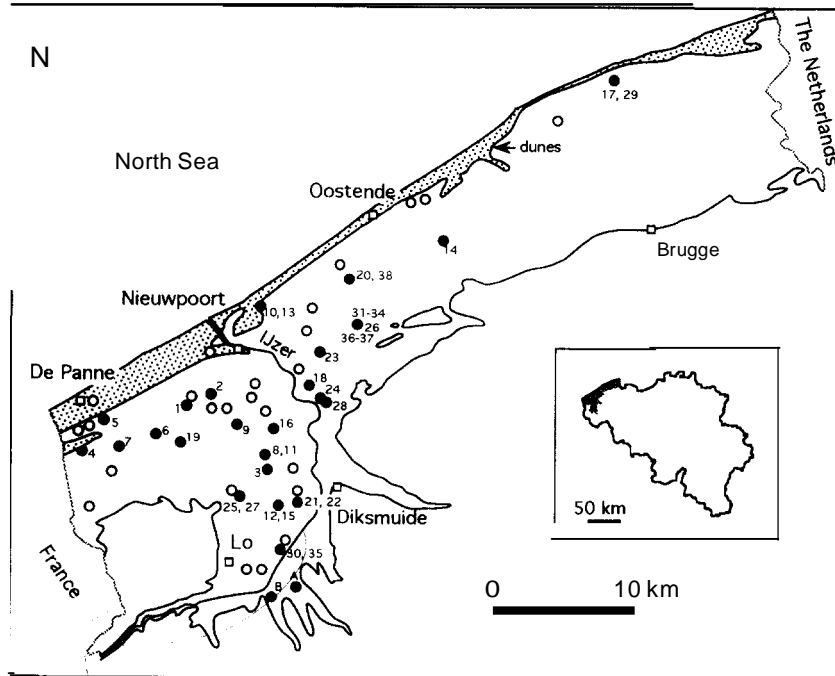 N
The Netherlands
17, 29
North Sea
dunes
Oostende
14
Brugge
20, 38
Nieuwpoort
10, 13
31-34
26
36-37
IJzer
23
De Panne
18
24
28
2
1
5
6
19
9
16
7
4
8, 11
3
50 km
25, 27
21, 22
12, 15
Diksmuide
Lo
30, 35
France
B
A
0
10 km